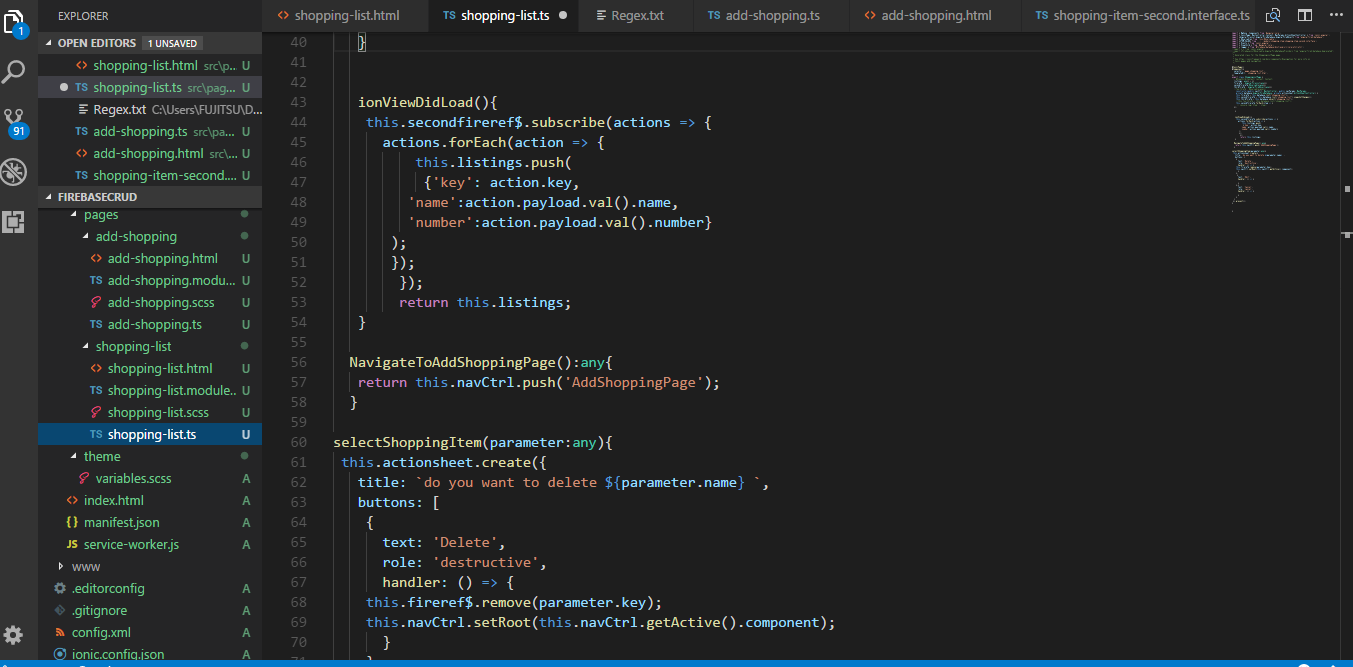 EXPLORER
shopping-list.html
shopping-list.ts
Regex.txt
add-shopping.ts
add-shopping.html
shopping-item-second.interface.ts
1
91
OPEN EDITORS 1 UNSAVED
shopping-list.html src\p... U
TS shopping-list.ts src\pag... U
Regex.txt C:\Users\FUJITSU\D...
TS add-shopping.ts src\pa... U
add-shopping.html src\... U
TS shopping-item-second.... U
FIREBASECRUD
pages
add-shopping
add-shopping.html U
TS add-shopping.modu... U
add-shopping.scss U
TS add-shopping.ts U
shopping-list
shopping-list.html U
TS shopping-list.module.. U
shopping-list.scss U
TS shopping-list.ts U
theme
variables.scss A
index.html A
{} manifest.json A
JS service-worker.js A
www
.editorconfig A
.gitignore A
config.xml A
ionic.config.json A
40 }
41
42
43 ionViewDidLoad(){
44 this.secondfireref$.subscribe(actions => {
45 actions.forEach(action => {
46 this.listings.push(
47 {'key': action.key,
48 'name':action.payload.val().name,
49 'number':action.payload.val().number}
50 );
51 });
52 });
53 return this.listings;
54 }
55
56 NavigateToAddShoppingPage():any{
57 return this.navCtrl.push('AddShoppingPage');
58 }
59
60 selectShoppingItem(parameter:any){
61 this.actionsheet.create({
62 title: `do you want to delete ${parameter.name} `,
63 buttons: [
64 {
65 text: 'Delete',
66 role: 'destructive',
67 handler: () => {
68 this.fireref$.remove(parameter.key);
69 this.navCtrl.setRoot(this.navCtrl.getActive().component);
70 }